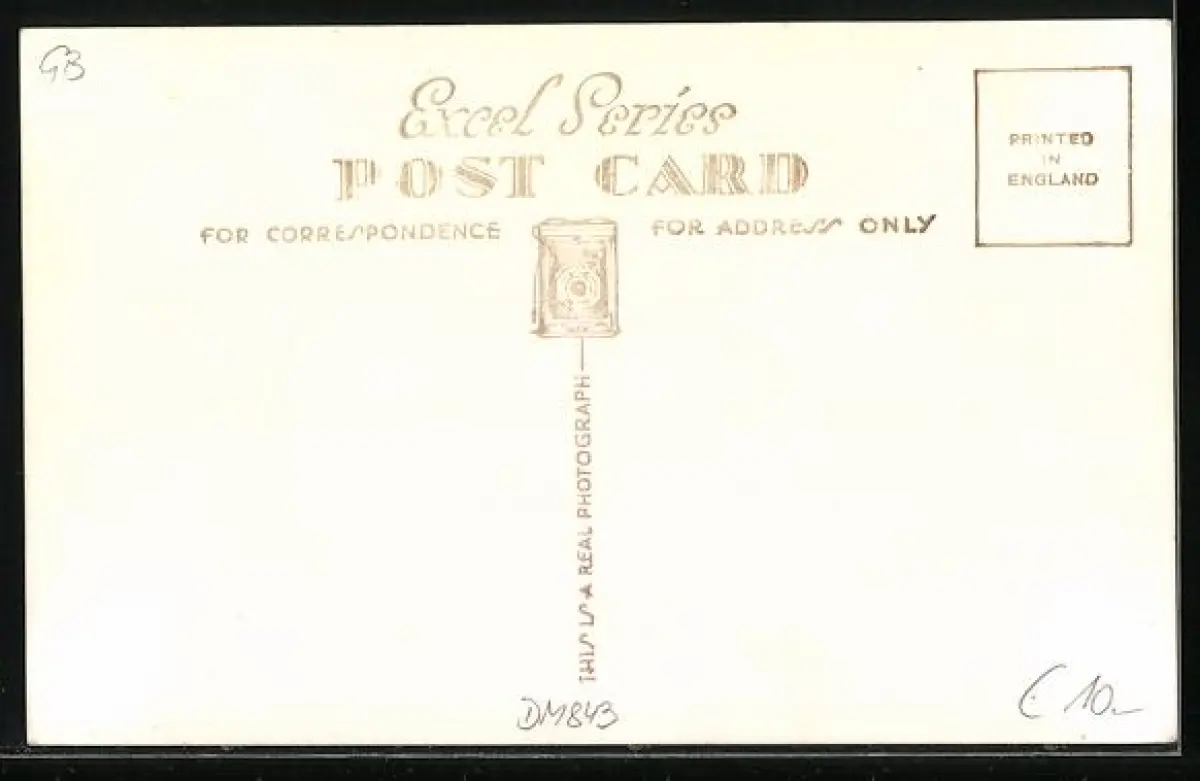 GB
Excel Series
POST CARD
FOR CORRESPONDENCE
FOR ADDRESS ONLY
PRINTED
IN
ENGLAND
THIS IS A REAL PHOTOGRAPH
DM843
€ 10.-